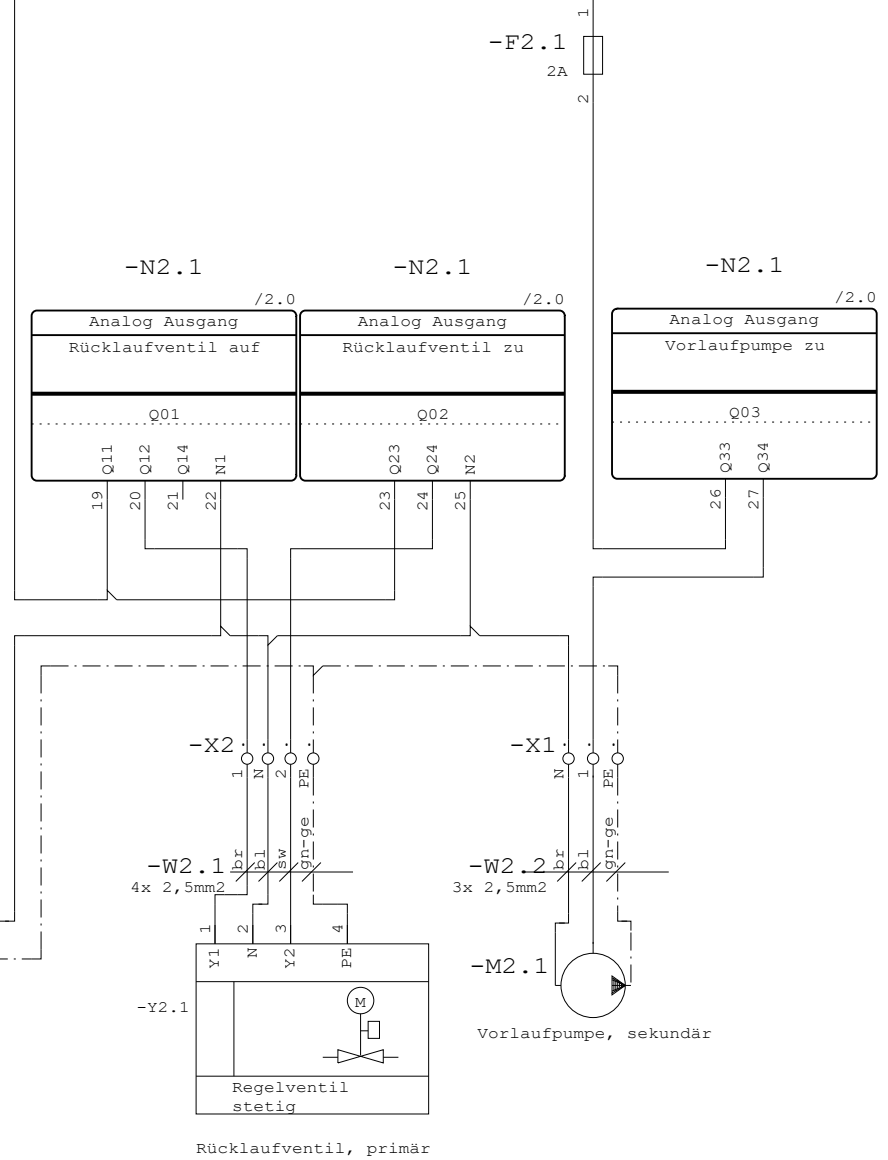 1
-F2.1
2A
2
-N2.1
-N2.1
-N2.1
/2.0
/2.0
/2.0
Analog Ausgang
Analog Ausgang
Analog Ausgang
Rücklaufventil auf
Rücklaufventil zu
Vorlaufpumpe zu
Q01
Q02
Q03
Q11
Q12
Q14
N1
Q23
Q24
N2
Q33
Q34
19
20
21
22
23
24
25
26
27
-X2
-X1
1
N
2
PE
N
1
PE
br
bl
sw
gn-ge
br
bl
gn-ge
-W2.1
4x 2,5mm2
-W2.2
3x 2,5mm2
1
2
3
4
Y1
N
Y2
PE
-M2.1
-Y2.1
M
Vorlaufpumpe, sekundär
Regelventil
stetig
Rücklaufventil, primär